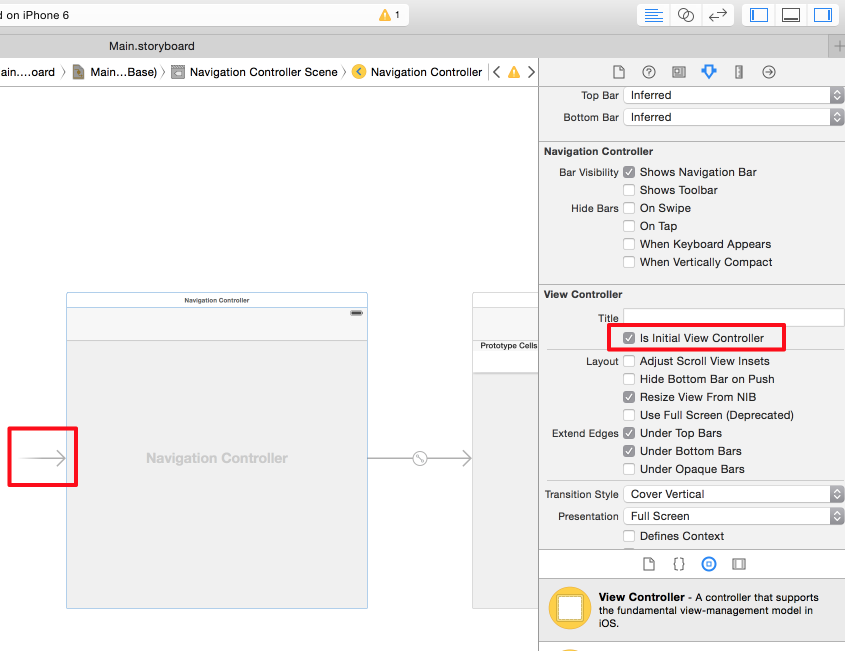 d on iPhone 6
1
Main.storyboard
ain....oard
Main...Base)
Navigation Controller Scene
Navigation Controller
Top Bar Inferred
Bottom Bar Inferred
Navigation Controller
Bar Visibility Shows Navigation Bar
Shows Toolbar
Hide Bars On Swipe
On Tap
When Keyboard Appears
When Vertically Compact
View Controller
Title
Is Initial View Controller
Layout Adjust Scroll View Insets
Hide Bottom Bar on Push
Resize View From NIB
Use Full Screen (Deprecated)
Extend Edges Under Top Bars
Under Bottom Bars
Under Opaque Bars
Transition Style Cover Vertical
Presentation Full Screen
Defines Context
Navigation Controller
Navigation Controller
Prototype Cells
View Controller - A controller that supports
the fundamental view-management model in
iOS.